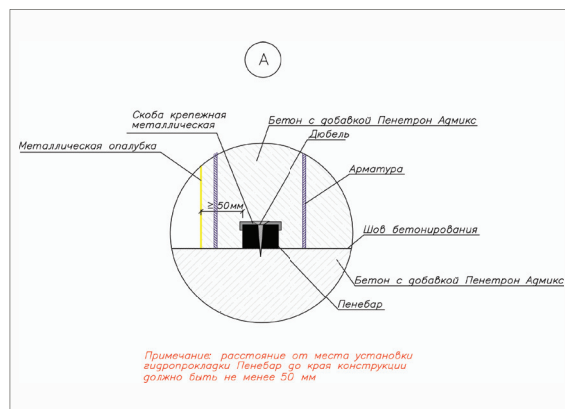 А
Скоба крепежная
металлическая
Бетон с добавкой Пенетрон Адмикс
Дюбель
Металлическая опалубка
Арматура
≥ 50мм
Шов бетонирования
Бетон с добавкой Пенетрон Адмикс
Пенебар
Примечание: расстояние от места установки
гидропрокладки Пенебар до края конструкции
должно быть не менее 50 мм